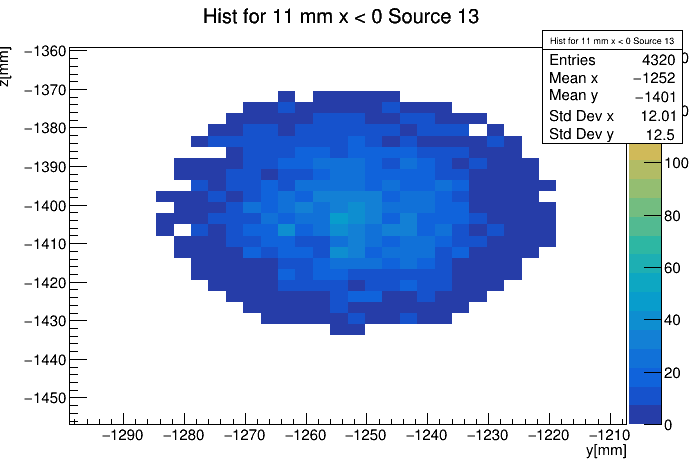 Hist for 11 mm x < 0 Source 13
Hist for 11 mm x < 0 Source 13
Entries 4320
Mean x −1252
Mean y −1401
Std Dev x 12.01
Std Dev y 12.5
z[mm]
−1360
−1370
−1380
−1390
−1400
−1410
−1420
−1430
−1440
−1450
−1290 −1280 −1270 −1260 −1250 −1240 −1230 −1220 −1210
y[mm]
0
0
100
80
60
40
20
0